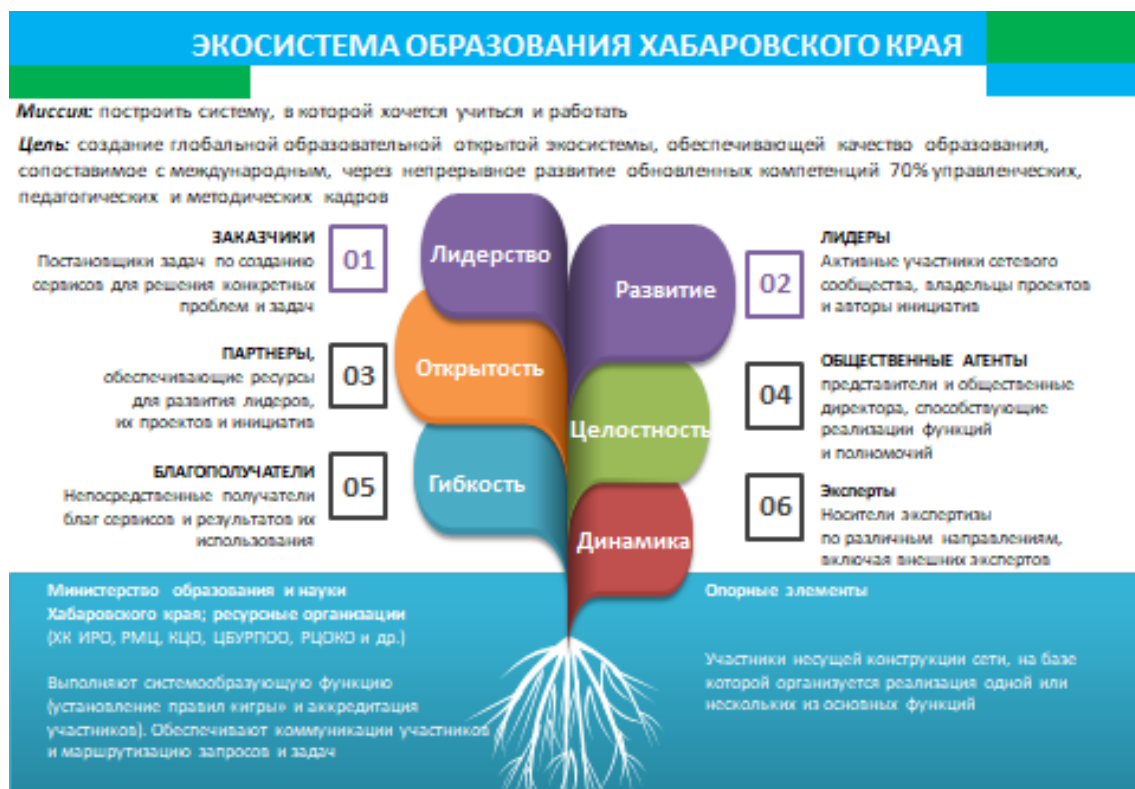 ЭКОСИСТЕМА ОБРАЗОВАНИЯ ХАБАРОВСКОГО КРАЯ
Миссия: построить систему, в которой хочется учиться и работать
Цель: создание глобальной образовательной открытой экосистемы, обеспечивающей качество образования,
сопоставимое с международным, через непрерывное развитие обновленных компетенций 70% управленческих,
педагогических и методических кадров
ЗАКАЗЧИКИ
Постановщики задач по созданию
сервисов для решения конкретных
проблем и задач
01
Лидерство
Развитие
02
ЛИДЕРЫ
Активные участники сетевого
сообщества, владельцы проектов
и авторы инициатив
ПАРТНЕРЫ,
обеспечивающие ресурсы
для развития лидеров,
их проектов и инициатив
03
Открытость
Целостность
04
ОБЩЕСТВЕННЫЕ АГЕНТЫ
представители и общественные
директора, способствующие
реализации функций
и полномочий
БЛАГОПОЛУЧАТЕЛИ
Непосредственные получатели
благ сервисов и результатов их
использования
05
Гибкость
Динамика
06
Эксперты
Носители экспертизы
по различным направлениям,
включая внешних экспертов
Министерство образования и науки
Хабаровского края; ресурсные организации
(ХК ИРО, РМЦ, КЦО, ЦБУРПОО, РЦОКО и др.)
Выполняют системообразующую функцию
(установление правил «игры» и аккредитация
участников). Обеспечивают коммуникации участников
и маршрутизацию запросов и задач
Опорные элементы
Участники несущей конструкции сети, на базе
которой организуется реализация одной или
нескольких из основных функций